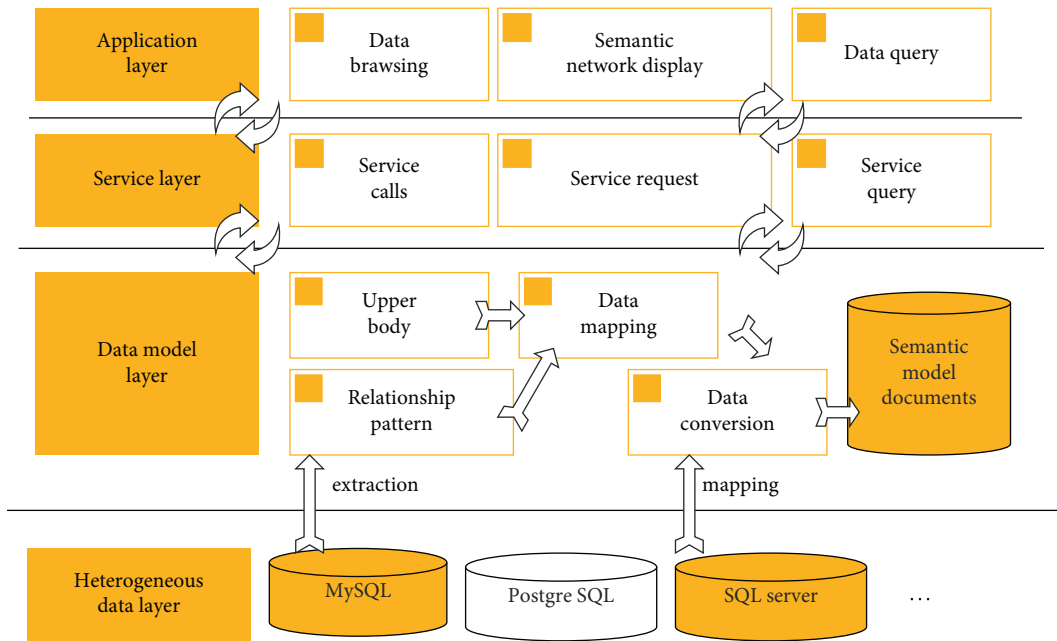 Application
layer
Data
browsing
Semantic
network display
Data query
Service layer
Service
calls
Service request
Service
query
Data model
layer
Upper
body
Data
mapping
Relationship
pattern
Data
conversion
Semantic
model
documents
extraction
mapping
Heterogeneous
data layer
MySQL
Postgre SQL
SQL server
...